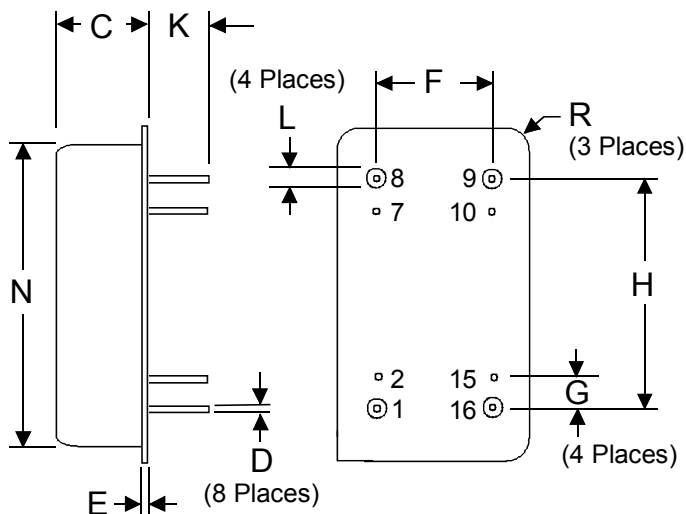 C K
(4 Places) F
L R
(3 Places)
8 9
7 10
N H
2 15 G
1 16
D (4 Places)
E (8 Places)